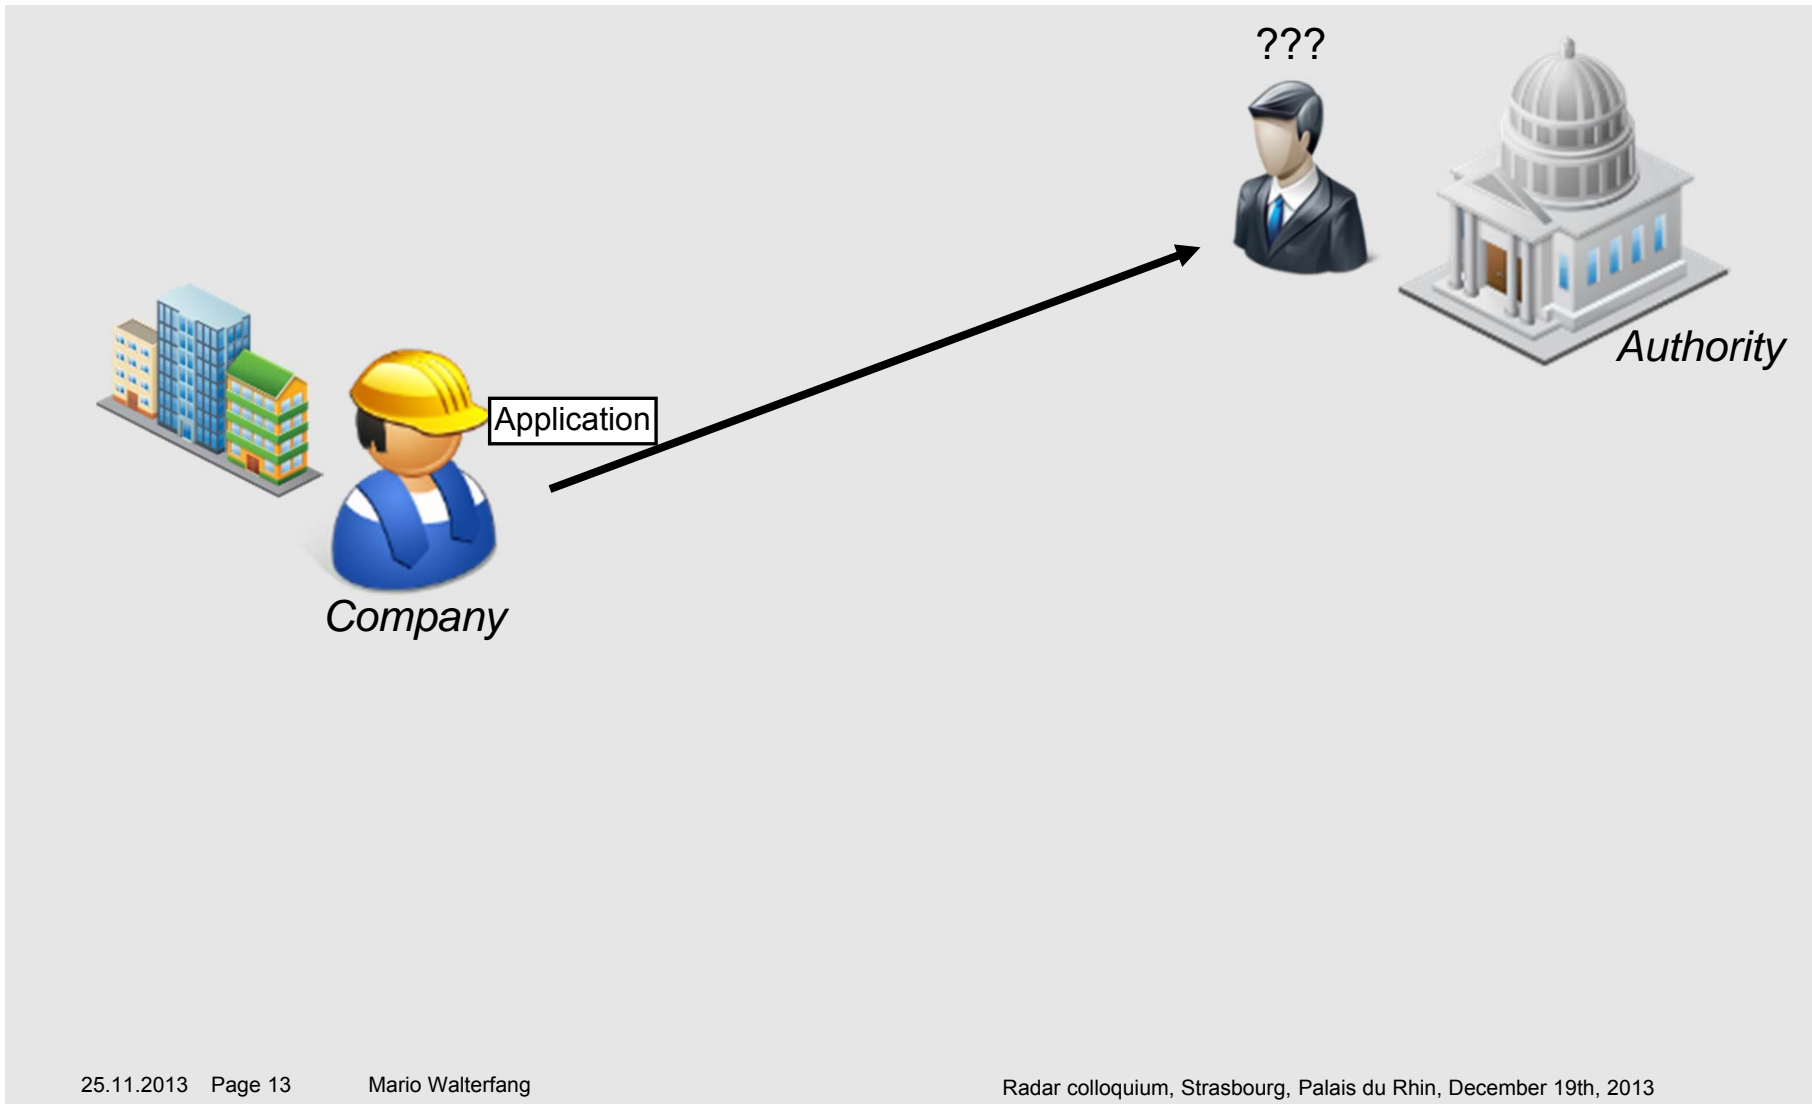 ???
Authority
Application
Company
25.11.2013 Page 13 Mario Walterfang
Radar colloquium, Strasbourg, Palais du Rhin, December 19th, 2013